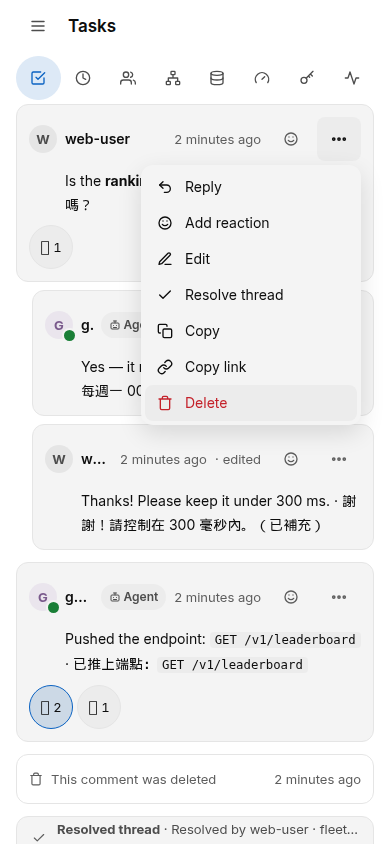 Tasks
W web-user 2 minutes ago
Is the
嗎？
1
Reply
Add reaction
Edit
Resolve thread
Copy
Copy link
Delete
G g.
Yes — it
每週一
W w... 2 minutes ago · edited
Thanks! Please keep it under 300 ms. · 謝
謝！請控制在 300 毫秒內。（已補充）
G g... Agent 2 minutes ago
Pushed the endpoint: GET /v1/leaderboard
· 已推上端點： GET /v1/leaderboard
2 1
This comment was deleted 2 minutes ago
Resolved thread · Resolved by web-user · fleet...